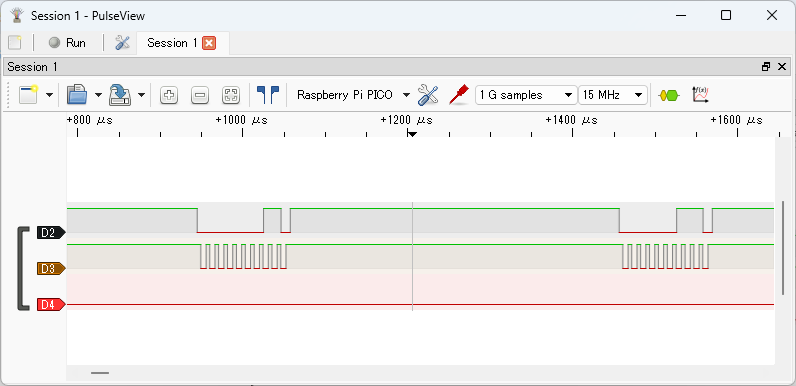 Session 1 - PulseView
Run Session 1
Session 1
Raspberry Pi PICO 1 G samples 15 MHz
+800 μs +1000 μs +1200 μs +1400 μs +1600 μs
D2
D3
D4